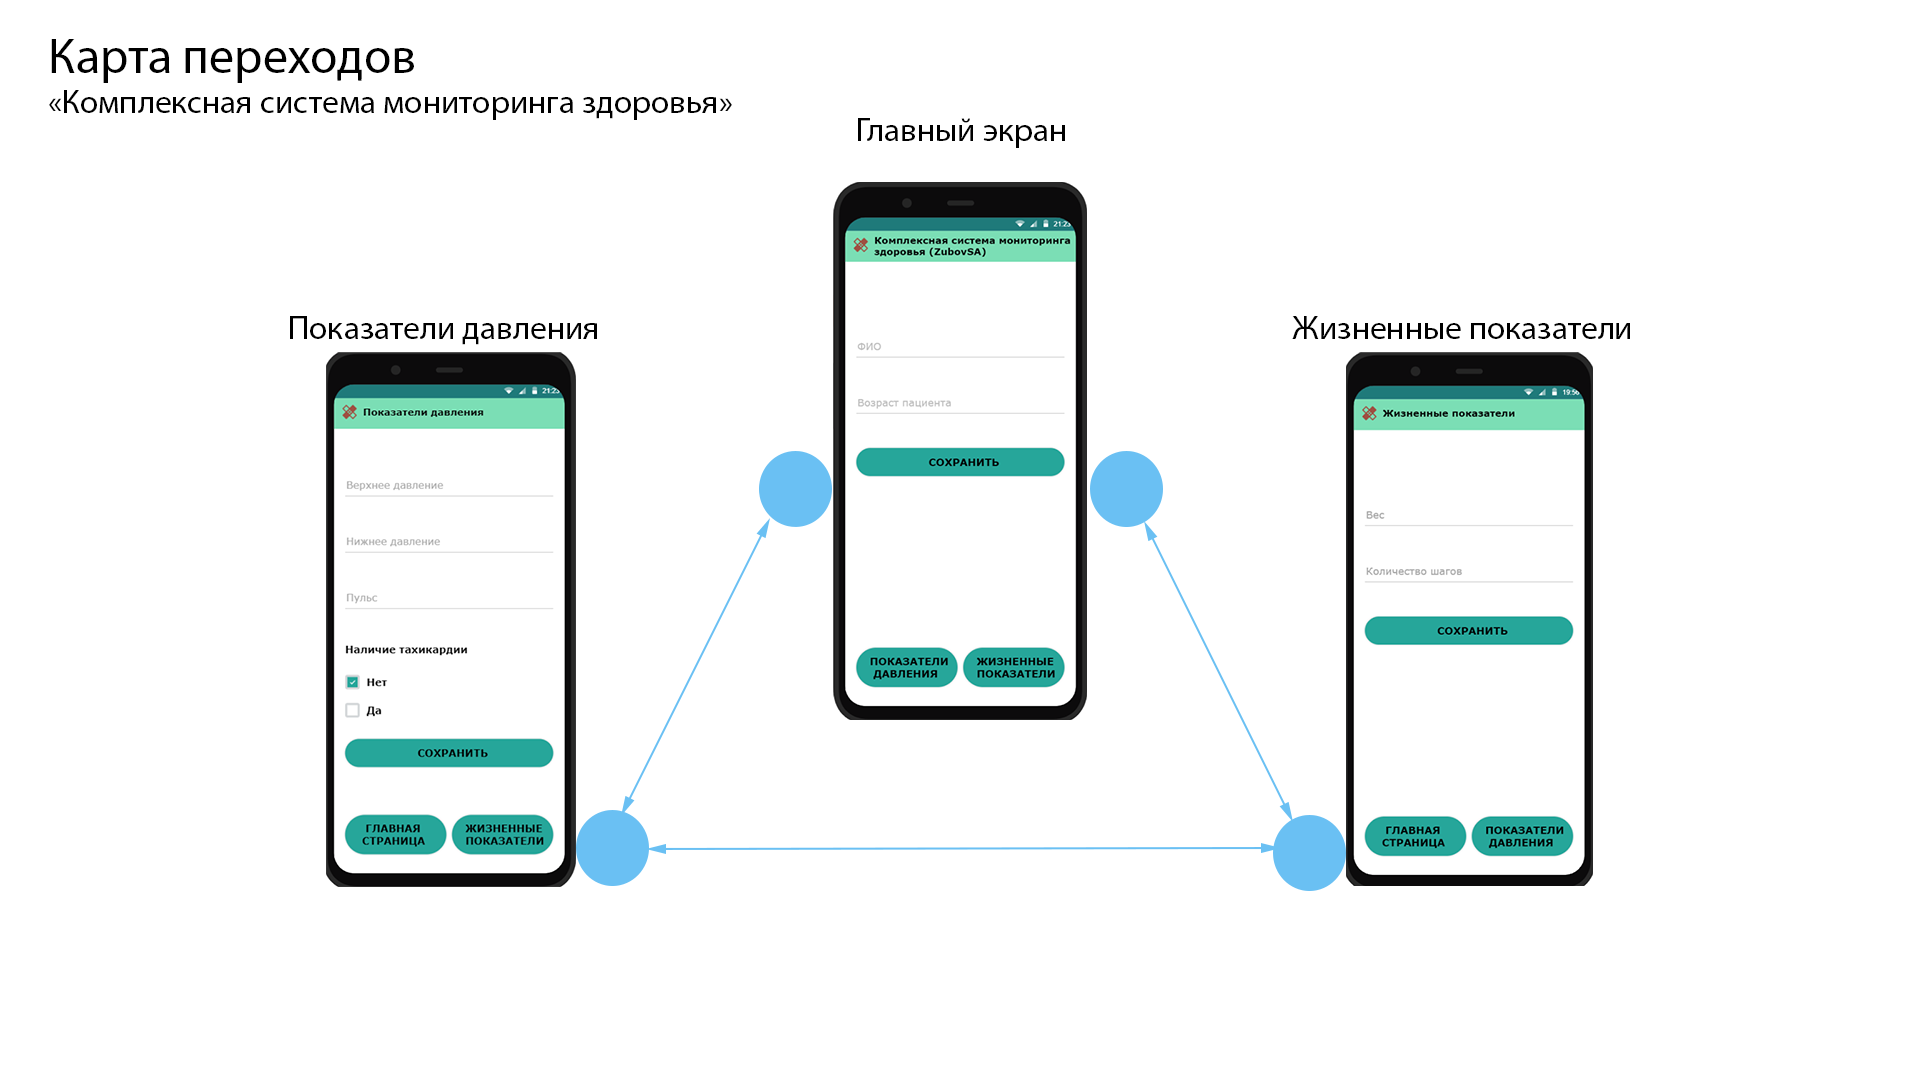 Карта переходов
«Комплексная система мониторинга здоровья»
Главный экран
21:23
Комплексная система мониторинга
здоровья (ZubovSA)
ФИО
Возраст пациента
СОХРАНИТЬ
ПОКАЗАТЕЛИ
ДАВЛЕНИЯ
ЖИЗНЕННЫЕ
ПОКАЗАТЕЛИ
Показатели давления
21:23
Показатели давления
Верхнее давление
Нижнее давление
Пульс
Наличие тахикардии
Нет
Да
СОХРАНИТЬ
ГЛАВНАЯ
СТРАНИЦА
ЖИЗНЕННЫЕ
ПОКАЗАТЕЛИ
Жизненные показатели
19:56
Жизненные показатели
Вес
Количество шагов
СОХРАНИТЬ
ГЛАВНАЯ
СТРАНИЦА
ПОКАЗАТЕЛИ
ДАВЛЕНИЯ